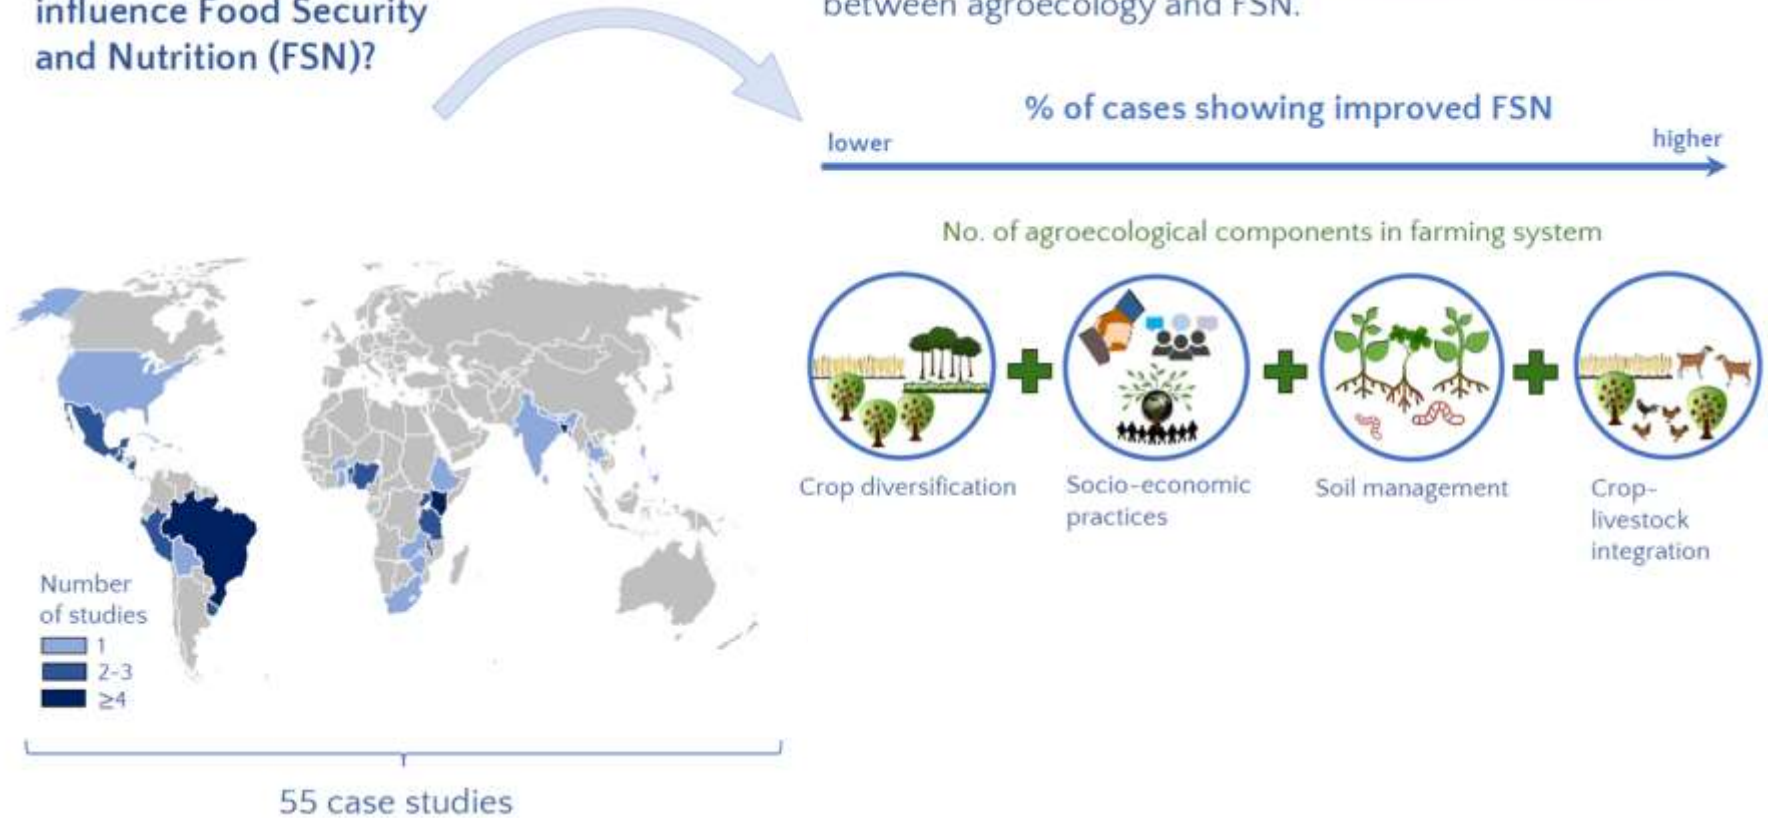 influence Food Security
and Nutrition (FSN)?
between agroecology and FSN.
% of cases showing improved FSN
lower
higher
No. of agroecological components in farming system
Crop diversification
Socio-economic
practices
Soil management
Crop-
livestock
integration
Number
of studies
1
2-3
≥4
55 case studies